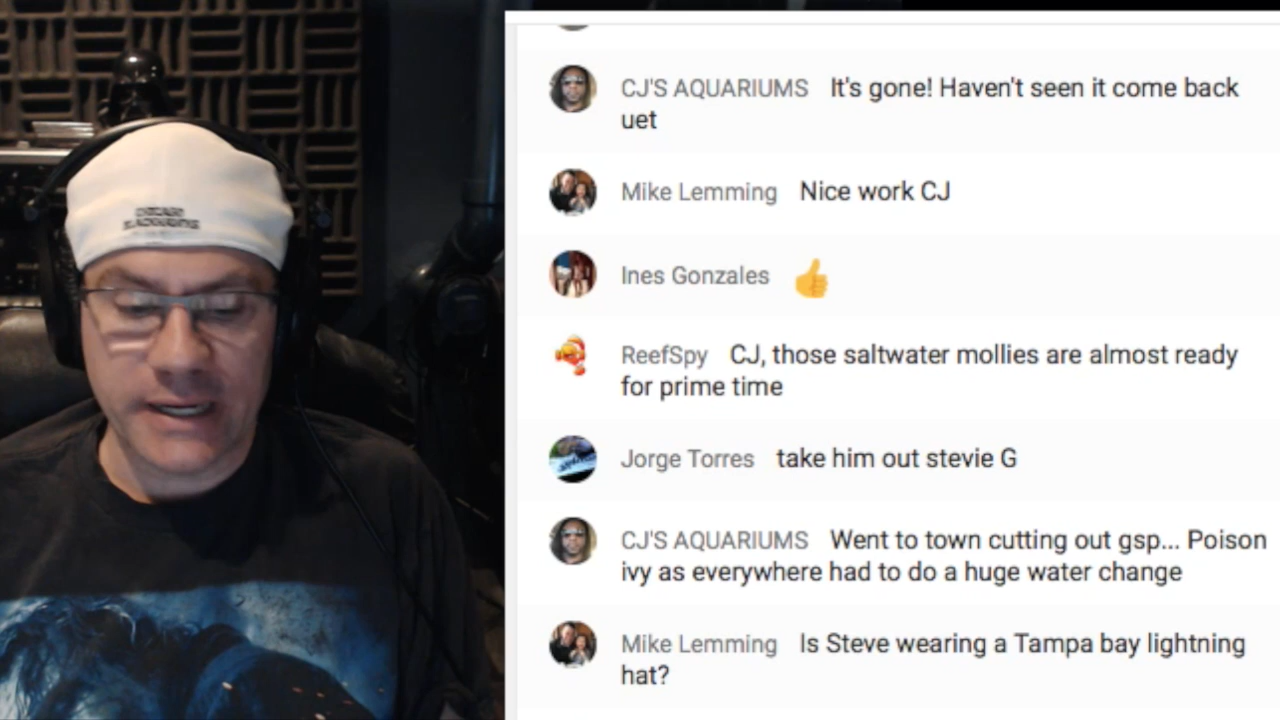 CJ'S AQUARIUMS It's gone! Haven't seen it come back
uet
Mike Lemming Nice work CJ
Ines Gonzales 👍
ReefSpy CJ, those saltwater mollies are almost ready
for prime time
Jorge Torres take him out stevie G
CJ'S AQUARIUMS Went to town cutting out gsp... Poison
ivy as everywhere had to do a huge water change
Mike Lemming Is Steve wearing a Tampa bay lightning
hat?
CHICAGO
BLACKHAWKS